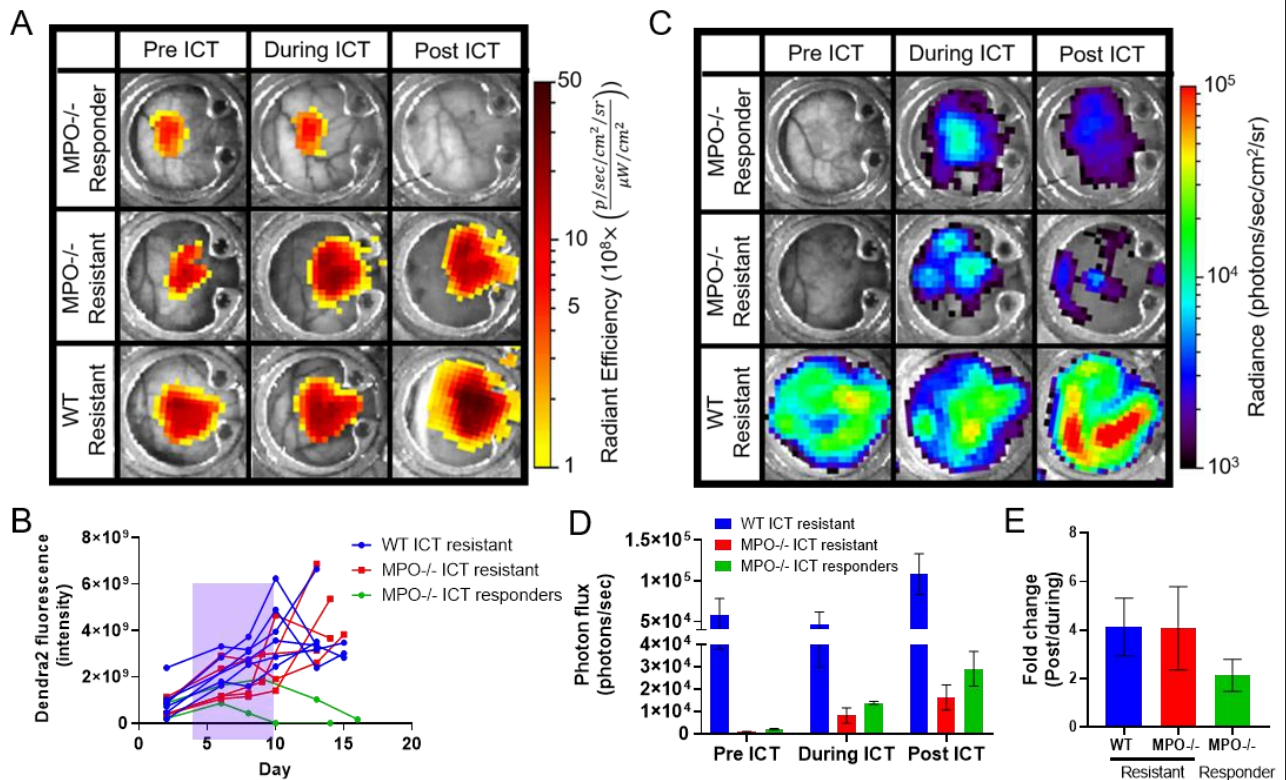 A
Pre ICT
During ICT
Post ICT
MPO-/-
Responder
MPO-/-
Resistant
WT
Resistant
50
10
5
1
Radiant Efficiency (10⁸× (p/sec/cm²/sr / μW/cm²))
C
Pre ICT
During ICT
Post ICT
MPO-/-
Responder
MPO-/-
Resistant
WT
Resistant
10⁵
10⁴
10³
Radiance (photons/sec/cm²/sr)
B
Dendra2 fluorescence
(intensity)
8×10⁹
6×10⁹
4×10⁹
2×10⁹
0
0
5
10
15
20
Day
WT ICT resistant
MPO-/- ICT resistant
MPO-/- ICT responders
D
WT ICT resistant
MPO-/- ICT resistant
MPO-/- ICT responders
Photon flux
(photons/sec)
1.5×10⁵
1×10⁵
5×10⁴
4×10⁴
3×10⁴
2×10⁴
1×10⁴
0
Pre ICT
During ICT
Post ICT
E
Fold change
(Post/during)
8
6
4
2
0
WT
MPO-/-
MPO-/-
Resistant
Responder